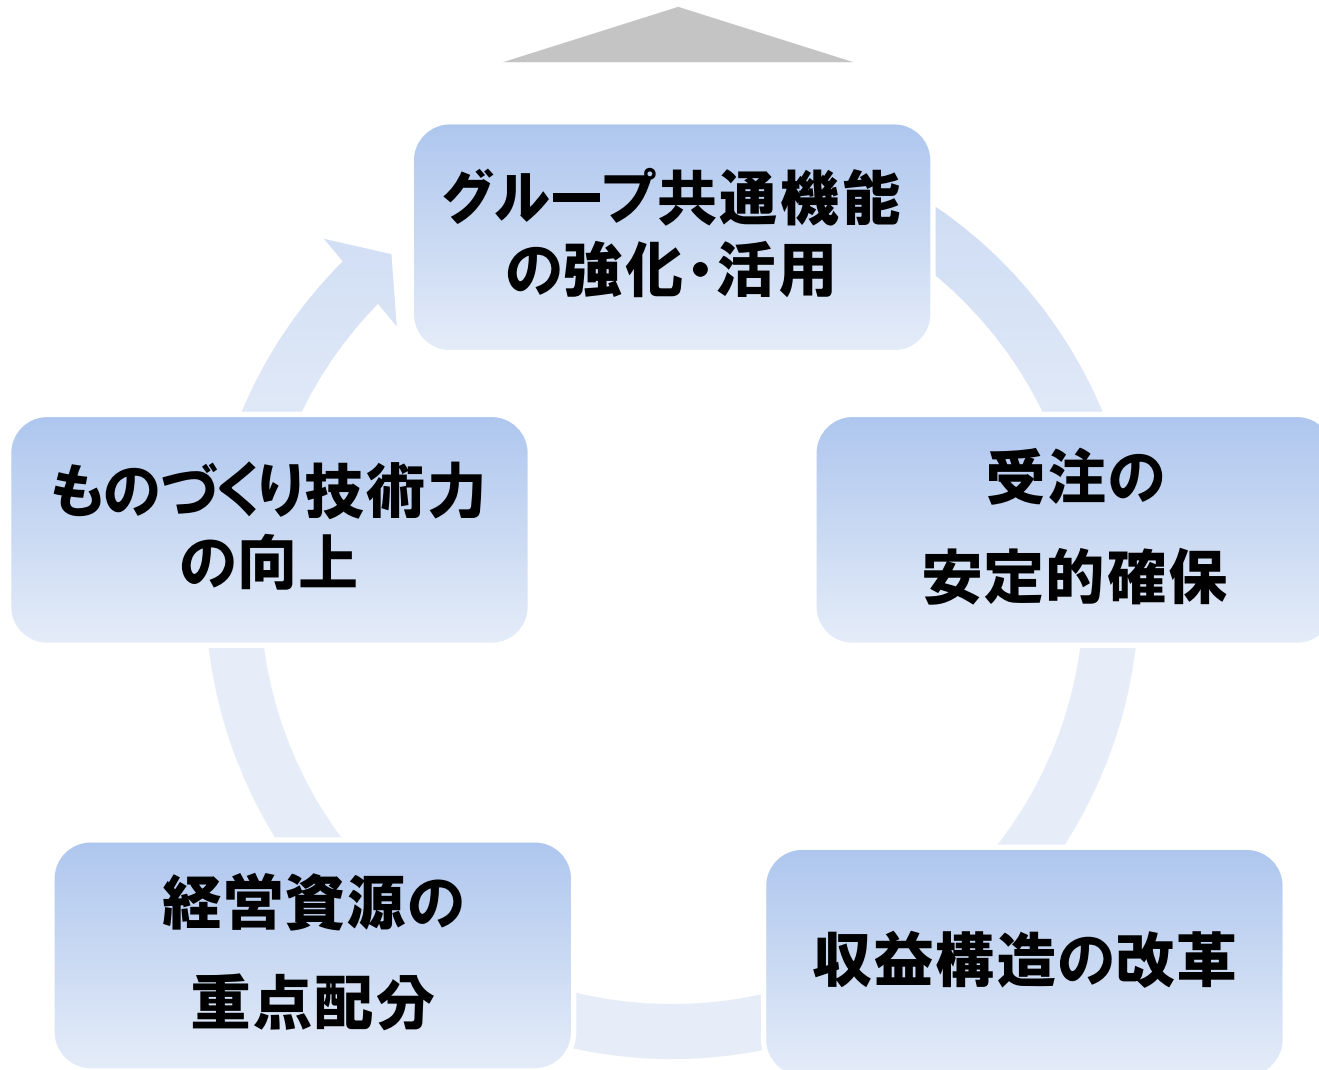 グループ共通機能
の強化・活用
受注の
安定的確保
収益構造の改革
経営資源の
重点配分
ものづくり技術力
の向上